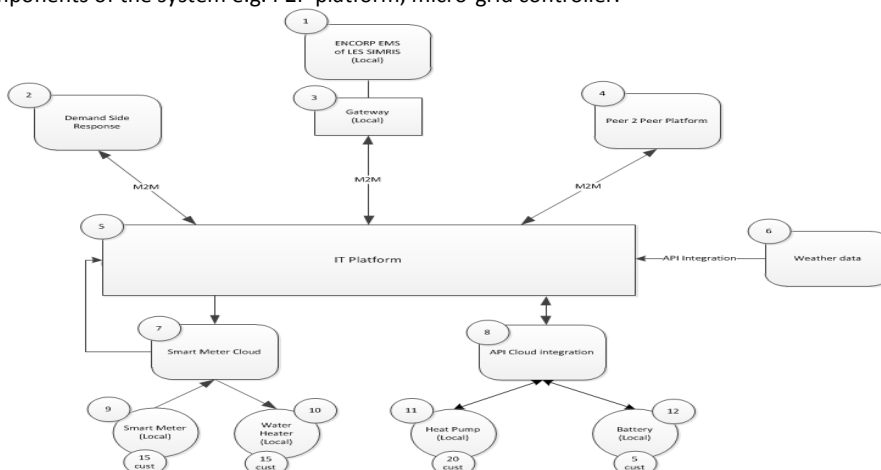 mponents of the system e.g. P2P platform, micro-grid controller.
1
ENCORP EMS
of LES SIMRIS
(Local)
2
Demand Side
Response
3
Gateway
(Local)
4
Peer 2 Peer Platform
M2M
M2M
M2M
5
IT Platform
6
Weather data
API Integration
7
Smart Meter Cloud
8
API Cloud integration
9
Smart Meter
(Local)
15
cust
10
Water
Heater
(Local)
15
cust
11
Heat Pump
(Local)
20
cust
12
Battery
(Local)
5
cust